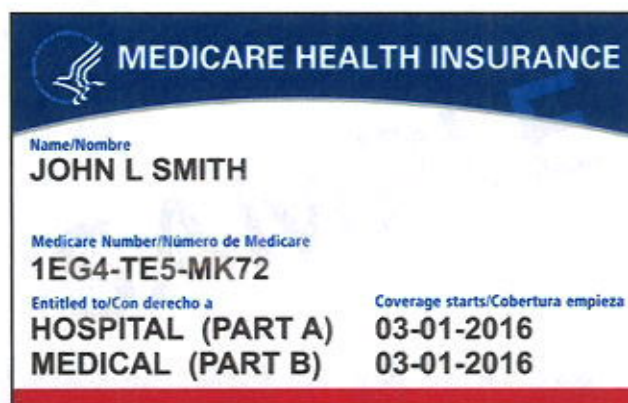 MEDICARE HEALTH INSURANCE
Name/Nombre
JOHN L SMITH
Medicare Number/Número de Medicare
1EG4-TE5-MK72
Entitled to/Con derecho a Coverage starts/Cobertura empieza
HOSPITAL (PART A) 03-01-2016
MEDICAL (PART B) 03-01-2016